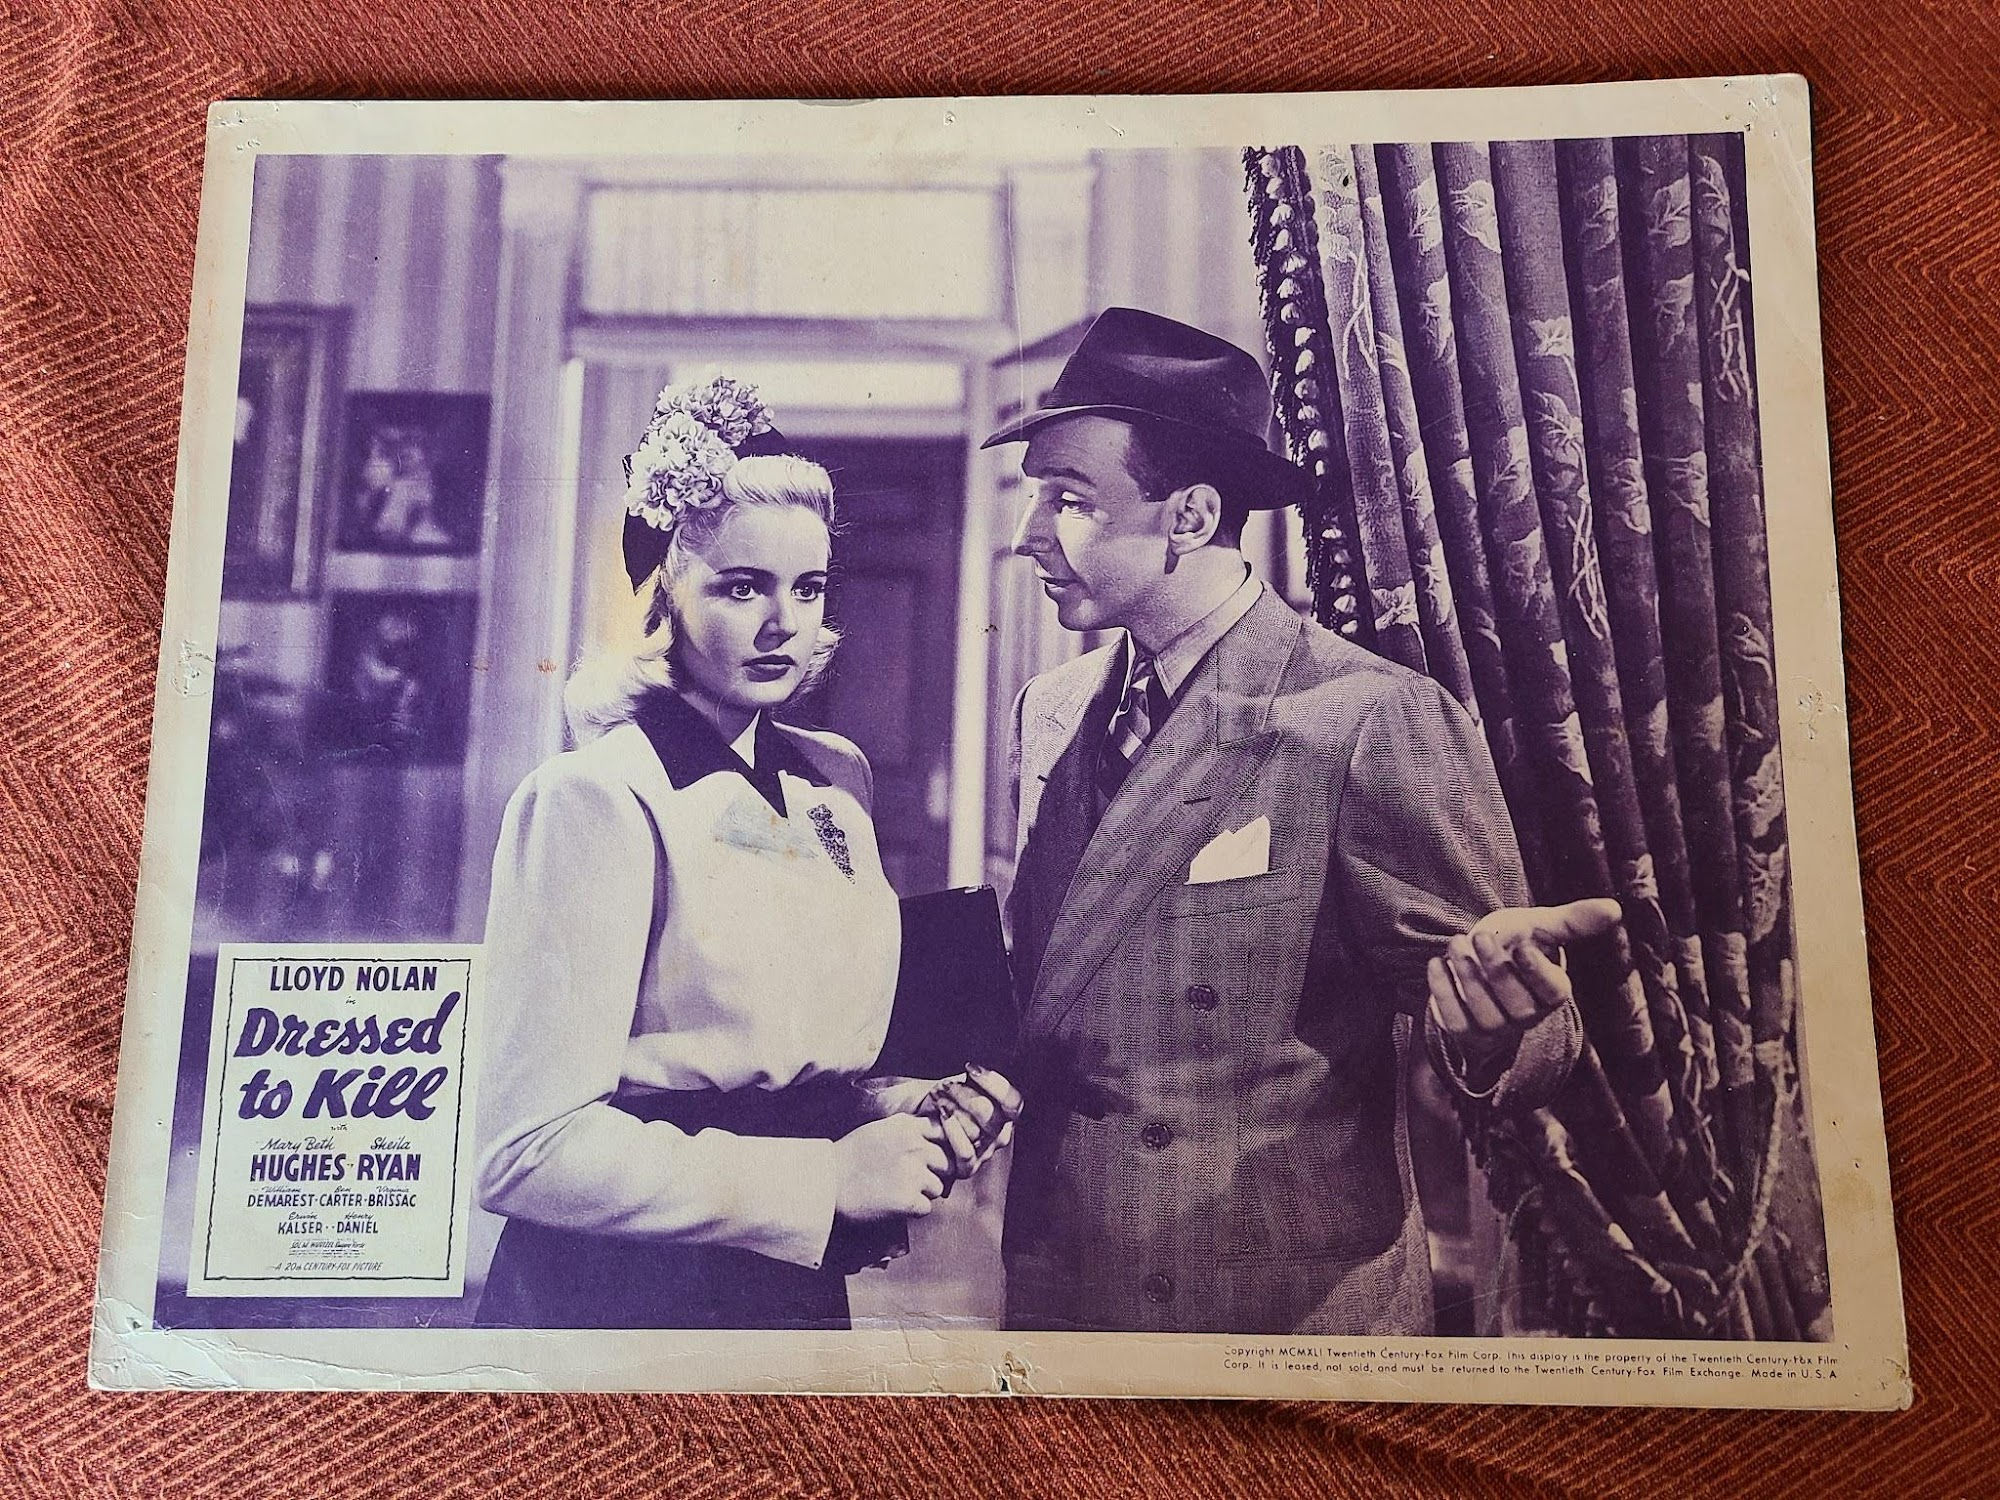 LLOYD NOLAN
in
Dressed
to Kill
with
Mary Beth Sheila
HUGHES · RYAN
William Ben Virginia
DEMAREST · CARTER · BRISSAC
Erwin Henry
KALSER · · DANIEL
SOL M. WURTZEL
A 20th CENTURY-FOX PICTURE
Copyright MCMXLI Twentieth Century-Fox Film Corp. This display is the property of the Twentieth Century-Fox Film
Corp. It is leased, not sold, and must be returned to the Twentieth Century-Fox Film Exchange. Made in U. S. A